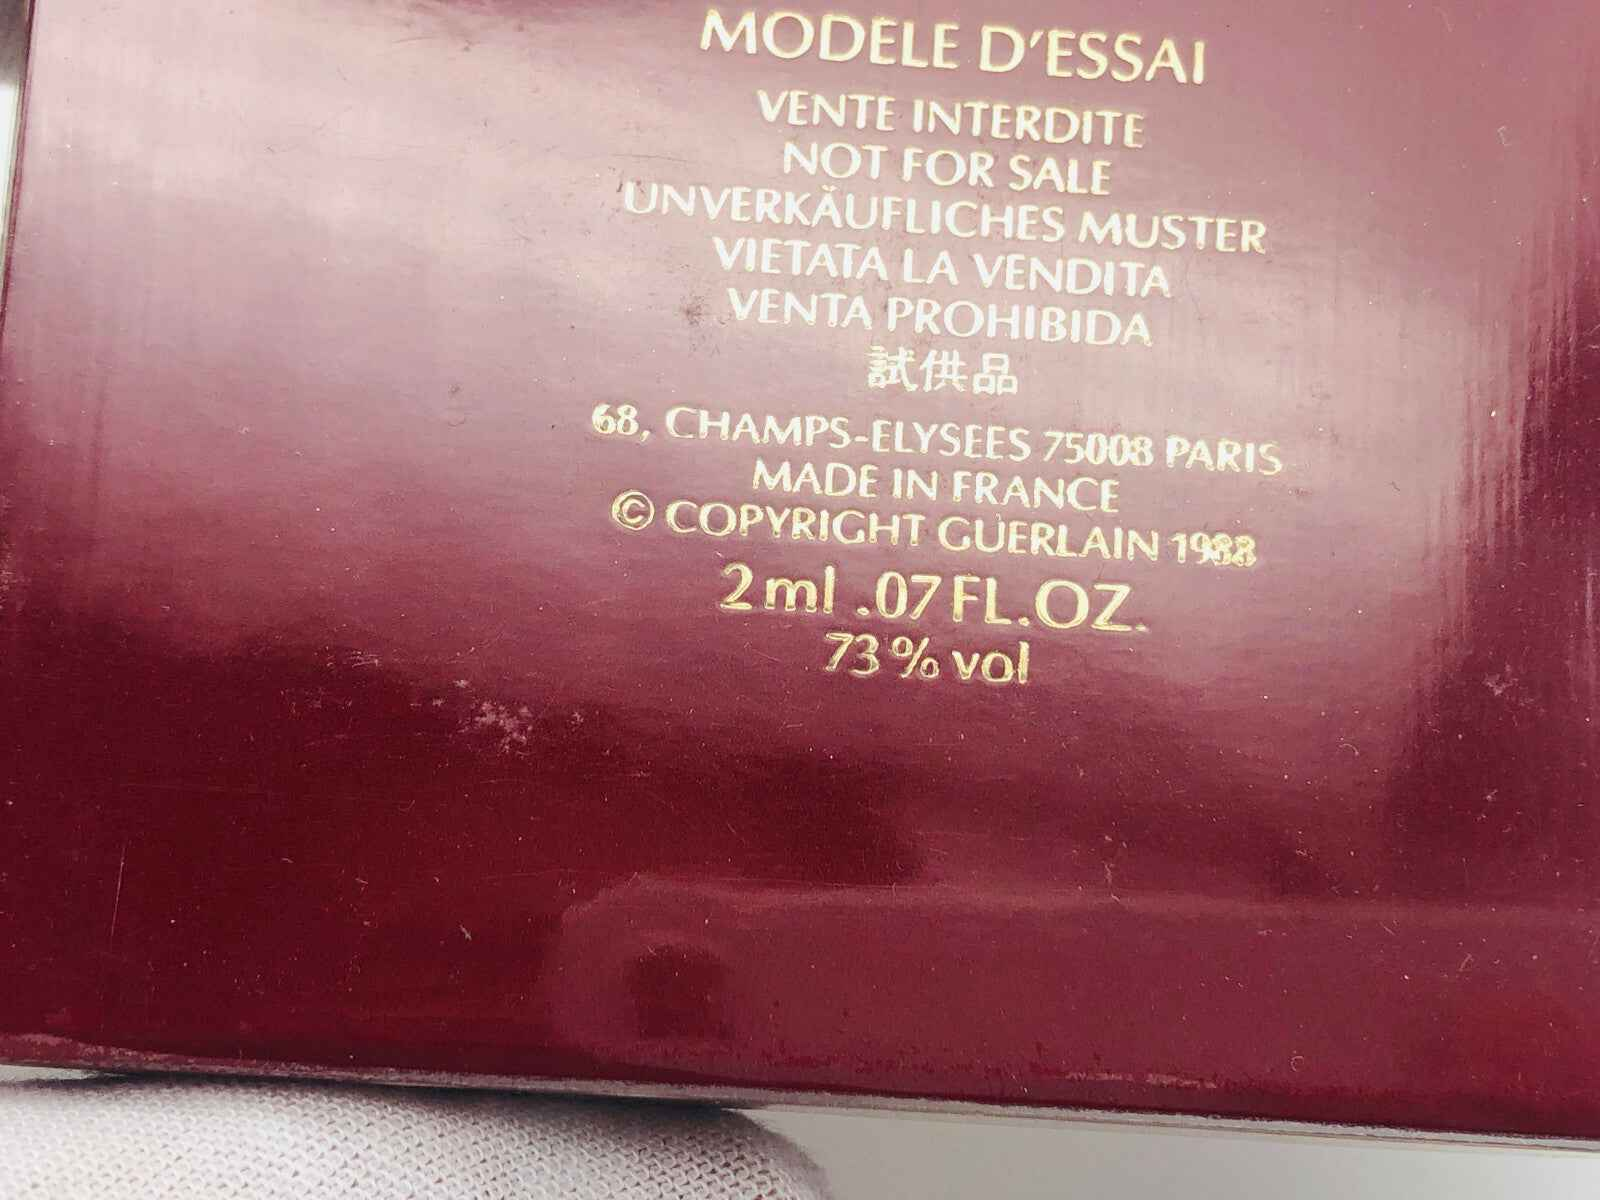 MODELE D'ESSAI
VENTE INTERDITE
NOT FOR SALE
UNVERKÄUFLICHES MUSTER
VIETATA LA VENDITA
VENTA PROHIBIDA
試供品
68, CHAMPS-ELYSEES 75008 PARIS
MADE IN FRANCE
© COPYRIGHT GUERLAIN 1988
2 ml .07 FL.OZ.
73 % vol